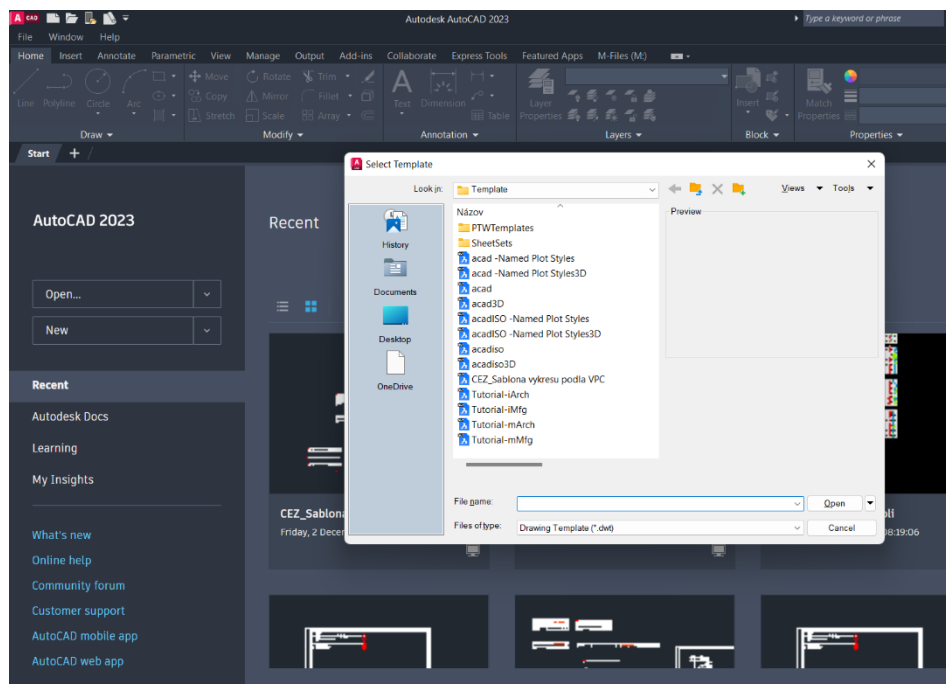 A CAD
Autodesk AutoCAD 2023
Type a keyword or phrase
File Window Help
Home Insert Annotate Parametric View Manage Output Add-ins Collaborate Express Tools Featured Apps M-Files (M:)
Line Polyline Circle Arc
Move Rotate Trim
Copy Mirror Fillet
Stretch Scale Array
Text Dimension
Table
Layer Properties
Insert
Match Properties
Draw Modify Annotation Layers Block Properties
Start
Select Template
AutoCAD 2023
Open...
New
Recent
Autodesk Docs
Learning
My Insights
What's new
Online help
Community forum
Customer support
AutoCAD mobile app
AutoCAD web app
Recent
CEZ_Sablon
Friday, 2 Decem
08:19:06
Look in: Template
Views Tools
History
Documents
Desktop
OneDrive
Názov
PTWTemplates
SheetSets
acad -Named Plot Styles
acad -Named Plot Styles3D
acad
acad3D
acadISO -Named Plot Styles
acadISO -Named Plot Styles3D
acadiso
acadiso3D
CEZ_Sablona vykresu podla VPC
Tutorial-iArch
Tutorial-iMfg
Tutorial-mArch
Tutorial-mMfg
Preview
File name:
Open
Files of type: Drawing Template (*.dwt)
Cancel